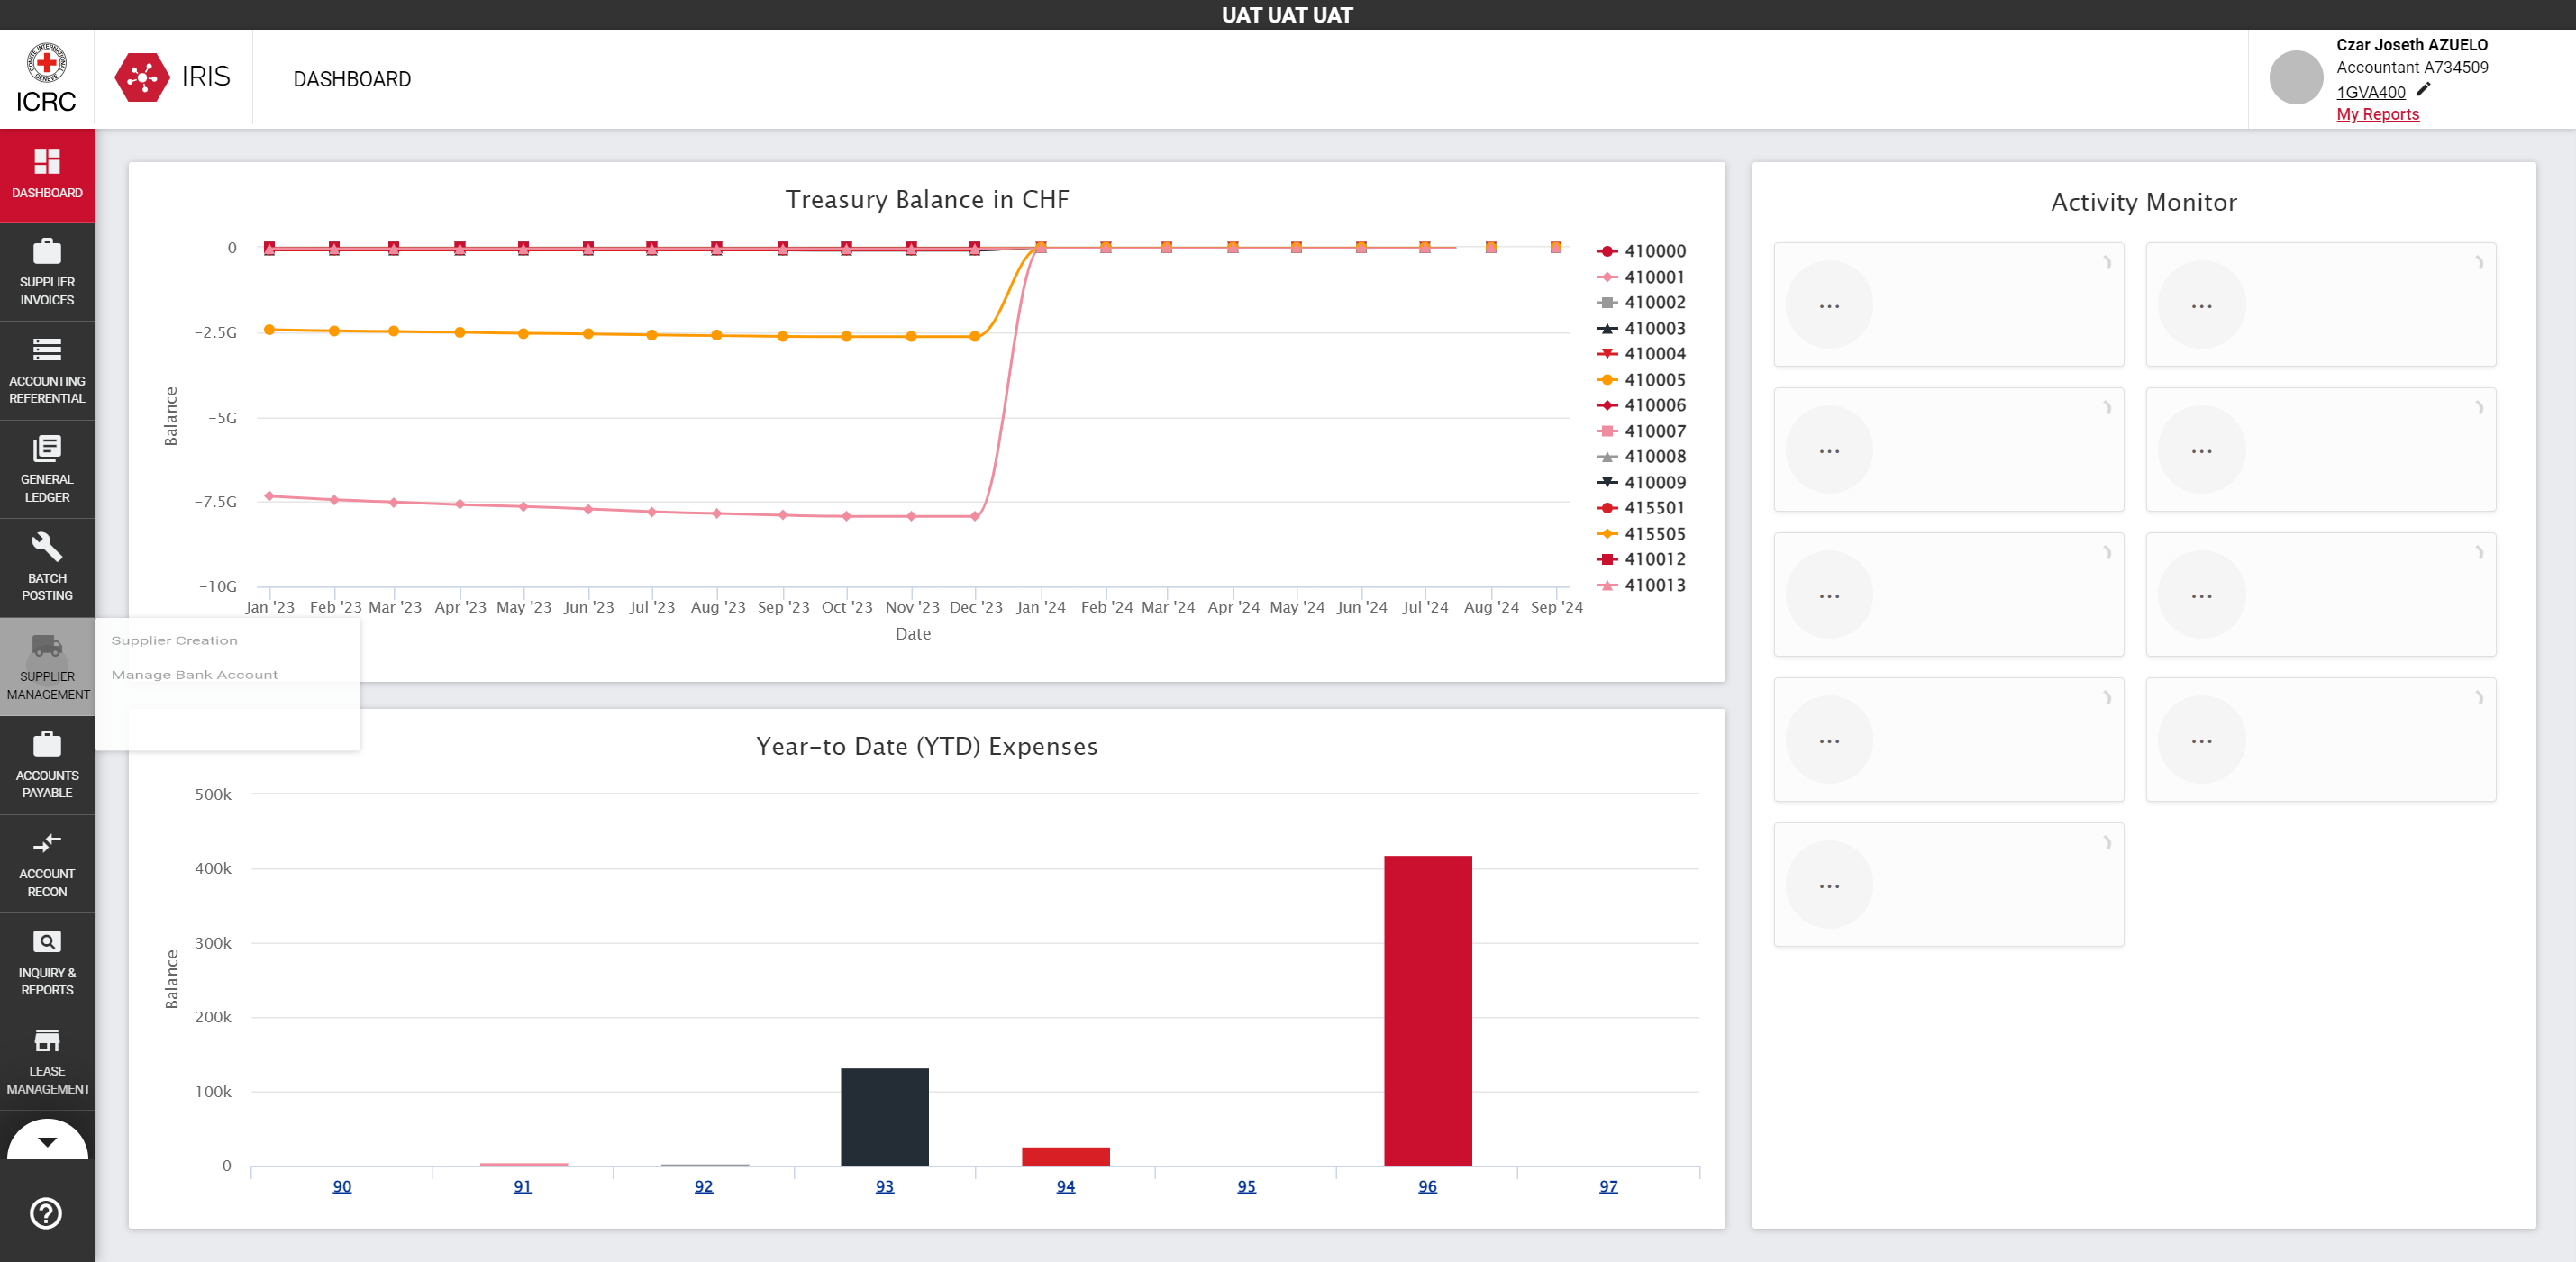 UAT UAT UAT
ICRC
IRIS
DASHBOARD
Czar Joseth AZUELO
Accountant A734509
1GVA400
My Reports
DASHBOARD
SUPPLIER
INVOICES
ACCOUNTING
REFERENTIAL
GENERAL
LEDGER
BATCH
POSTING
SUPPLIER
MANAGEMENT
Supplier Creation
Manage Bank Account
ACCOUNTS
PAYABLE
ACCOUNT
RECON
INQUIRY &
REPORTS
LEASE
MANAGEMENT
Treasury Balance in CHF
Balance
0
−2.5G
−5G
−7.5G
−10G
Jan '23 Feb '23 Mar '23 Apr '23 May '23 Jun '23 Jul '23 Aug '23 Sep '23 Oct '23 Nov '23 Dec '23 Jan '24 Feb '24 Mar '24 Apr '24 May '24 Jun '24 Jul '24 Aug '24 Sep '24
Date
410000
410001
410002
410003
410004
410005
410006
410007
410008
410009
415501
415505
410012
410013
Year-to Date (YTD) Expenses
Balance
500k
400k
300k
200k
100k
0
90 91 92 93 94 95 96 97
Activity Monitor
... ...
... ...
... ...
... ...
...